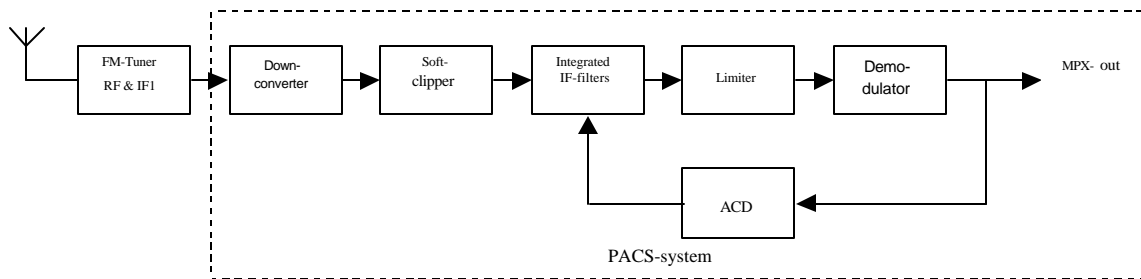 FM-Tuner
RF & IF1
Down-
converter
Soft-
clipper
Integrated
IF-filters
Limiter
Demo-
dulator
MPX- out
ACD
PACS-system